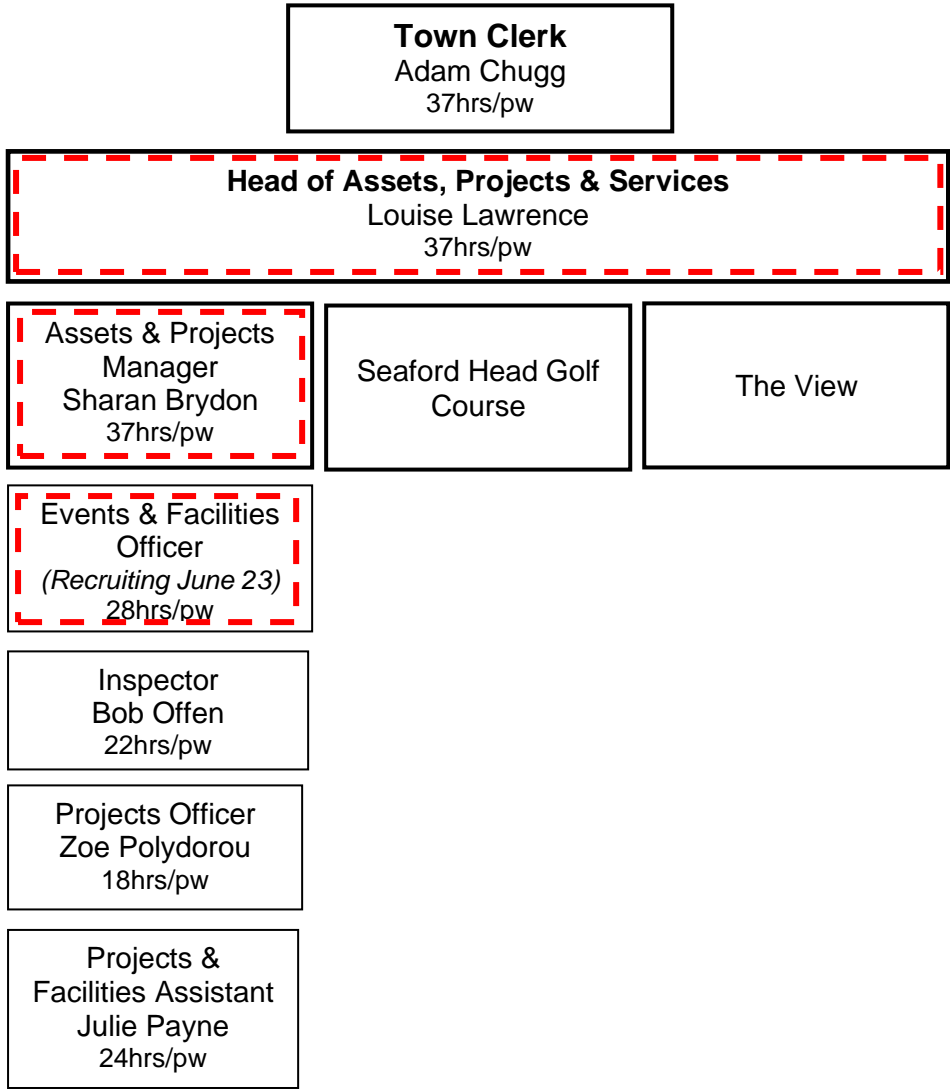 Town Clerk
Adam Chugg
37hrs/pw
Head of Assets, Projects & Services
Louise Lawrence
37hrs/pw
Assets & Projects
Manager
Sharan Brydon
37hrs/pw
Seaford Head Golf
Course
The View
Events & Facilities
Officer
(Recruiting June 23)
28hrs/pw
Inspector
Bob Offen
22hrs/pw
Projects Officer
Zoe Polydorou
18hrs/pw
Projects &
Facilities Assistant
Julie Payne
24hrs/pw